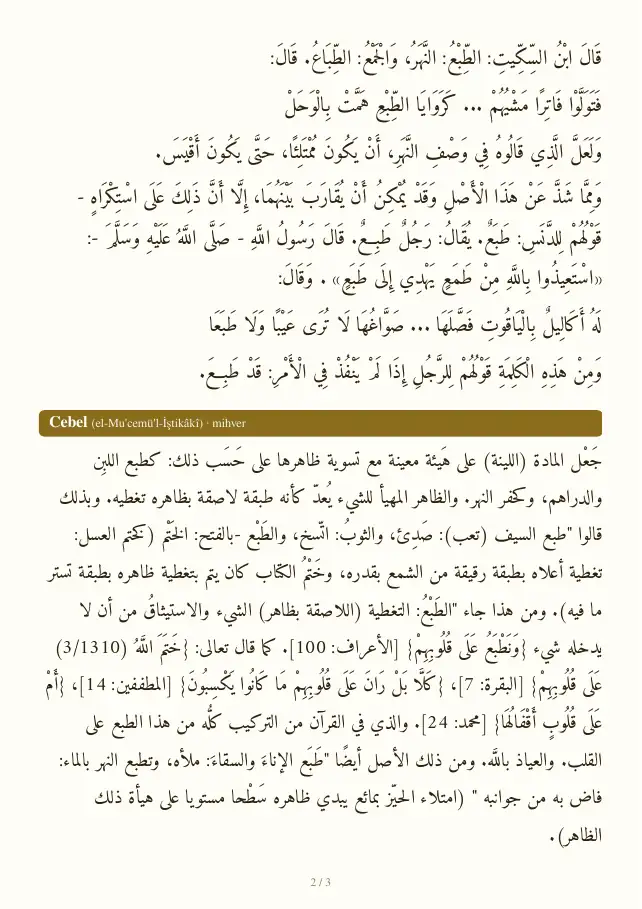 قَالَ ابْنُ السِّكِّيتِ: الطِّبْعُ: النَّهَرُ، وَالْجَمْعُ: الطِّبَاعُ. قَالَ:
فَتَوَلَّوْا فَاتِرًا مَشْيُهُمْ ... كَرَوَايَا الطِّبْعِ هَمَّتْ بِالْوَحَلْ
وَلَعَلَّ الَّذِي قَالُوهُ فِي وَصْفِ النَّهَرِ، أَنْ يَكُونَ مُمْتَلِئًا، حَتَّى يَكُونَ أَقْيَسَ.
وَمِمَّا شَذَّ عَنْ هَذَا الْأَصْلِ وَقَدْ يُمْكِنُ أَنْ يُقَارَبَ بَيْنَهُمَا، إِلَّا أَنَّ ذَلِكَ عَلَى اسْتِكْرَاهٍ -
قَوْلُهُمْ لِلدَّنَسِ: طَبَعٌ. يُقَالُ: رَجُلٌ طَبِعٌ. قَالَ رَسُولُ اللَّهِ - صَلَّى اللَّهُ عَلَيْهِ وَسَلَّمَ -:
«اسْتَعِيذُوا بِاللَّهِ مِنْ طَمَعٍ يَهْدِي إِلَى طَبَعٍ» . وَقَالَ:
لَهُ أَكَالِيلٌ بِالْيَاقُوتِ فَصَّلَهَا ... صَوَّاغُهَا لَا تُرَى عَيْبًا وَلَا طَبَعَا
وَمِنْ هَذِهِ الْكَلِمَةِ قَوْلُهُمْ لِلرَّجُلِ إِذَا لَمْ يَنْفُذْ فِي الْأَمْرِ: قَدْ طَبِعَ.
Cebel (el-Mu'cemü'l-İştikâkî) · mihver
جَعْل المادة (اللينة) على هَيئة معينة مع تسوية ظاهرها على حَسَب ذلك: كطبع اللبِن
والدراهم، وكحفر النهر. والظاهر المهيأ للشيء يُعدّ كأنه طبقة لاصقة بظاهره تغطيه. وبذلك
قالوا "طبع السيف (تعب): صَدِئ، والثوبُ: اتّسخ، والطَبْع -بالفتح: الخَتْم (كختم العسل:
تغطية أعلاه بطبقة رقيقة من الشمع بقدره، وخَتْمُ الكتاب كان يتم بتغطية ظاهره بطبقة تستر
ما فيه). ومن هذا جاء "الطَبْعُ: التغطية (اللاصقة بظاهر) الشيء والاستيثاقُ من أن لا
يدخله شيء {وَنَطْبَعُ عَلَى قُلُوبِهِمْ} [الأعراف: 100]. كما قال تعالى: {خَتَمَ اللَّهُ (3/1310)
عَلَى قُلُوبِهِمْ} [البقرة: 7]، {كَلَّا بَلْ رَانَ عَلَى قُلُوبِهِمْ مَا كَانُوا يَكْسِبُونَ} [المطففين: 14]، {أَمْ
عَلَى قُلُوبٍ أَقْفَالُهَا} [محمد: 24]. والذي في القرآن من التركيب كلُّه من هذا الطبع على
القلب. والعياذ بالله. ومن ذلك الأصل أيضًا "طَبَع الإناءَ والسقاءَ: ملأه، وتطبع النهر بالماء:
فاض به من جوانبه " (امتلاء الحيّز بمائع يبدي ظاهره سَطْحا مستويا على هيأة ذلك
الظاهر).
2 / 3